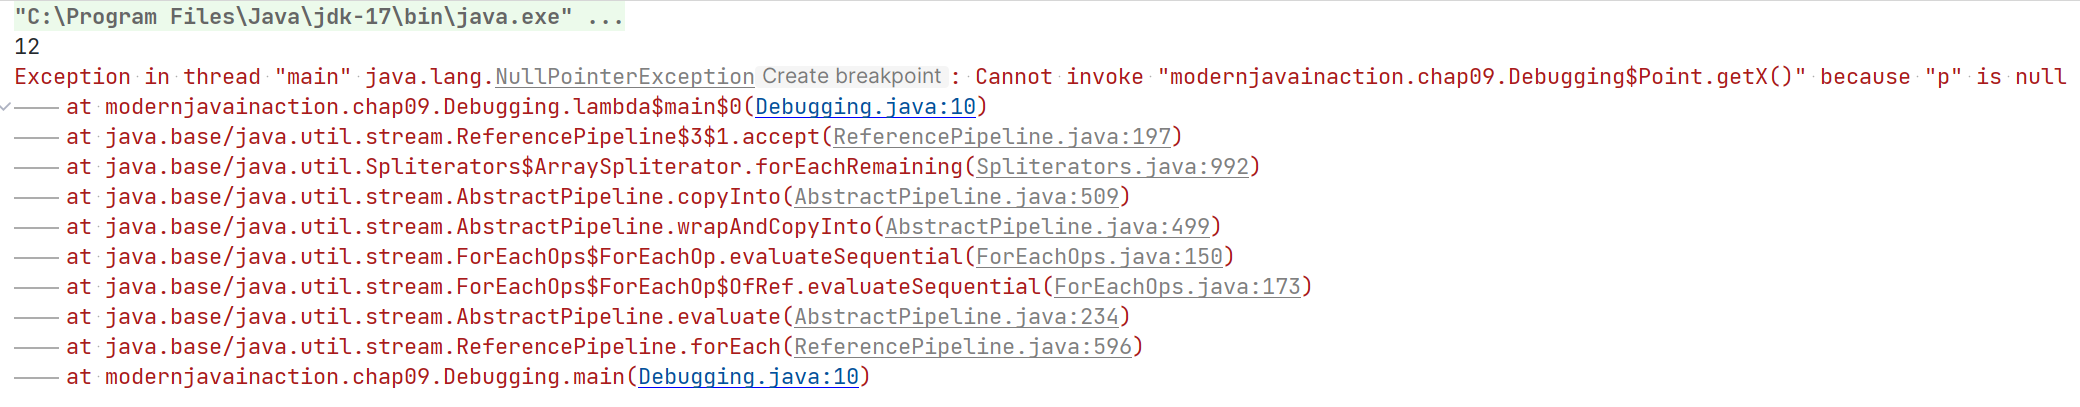 "C:\Program Files\Java\jdk-17\bin\java.exe" ...
12
Exception in thread "main" java.lang.NullPointerException Create breakpoint : Cannot invoke "modernjavainaction.chap09.Debugging$Point.getX()" because "p" is null
at modernjavainaction.chap09.Debugging.lambda$main$0(Debugging.java:10)
at java.base/java.util.stream.ReferencePipeline$3$1.accept(ReferencePipeline.java:197)
at java.base/java.util.Spliterators$ArraySpliterator.forEachRemaining(Spliterators.java:992)
at java.base/java.util.stream.AbstractPipeline.copyInto(AbstractPipeline.java:509)
at java.base/java.util.stream.AbstractPipeline.wrapAndCopyInto(AbstractPipeline.java:499)
at java.base/java.util.stream.ForEachOps$ForEachOp.evaluateSequential(ForEachOps.java:150)
at java.base/java.util.stream.ForEachOps$ForEachOp$OfRef.evaluateSequential(ForEachOps.java:173)
at java.base/java.util.stream.AbstractPipeline.evaluate(AbstractPipeline.java:234)
at java.base/java.util.stream.ReferencePipeline.forEach(ReferencePipeline.java:596)
at modernjavainaction.chap09.Debugging.main(Debugging.java:10)